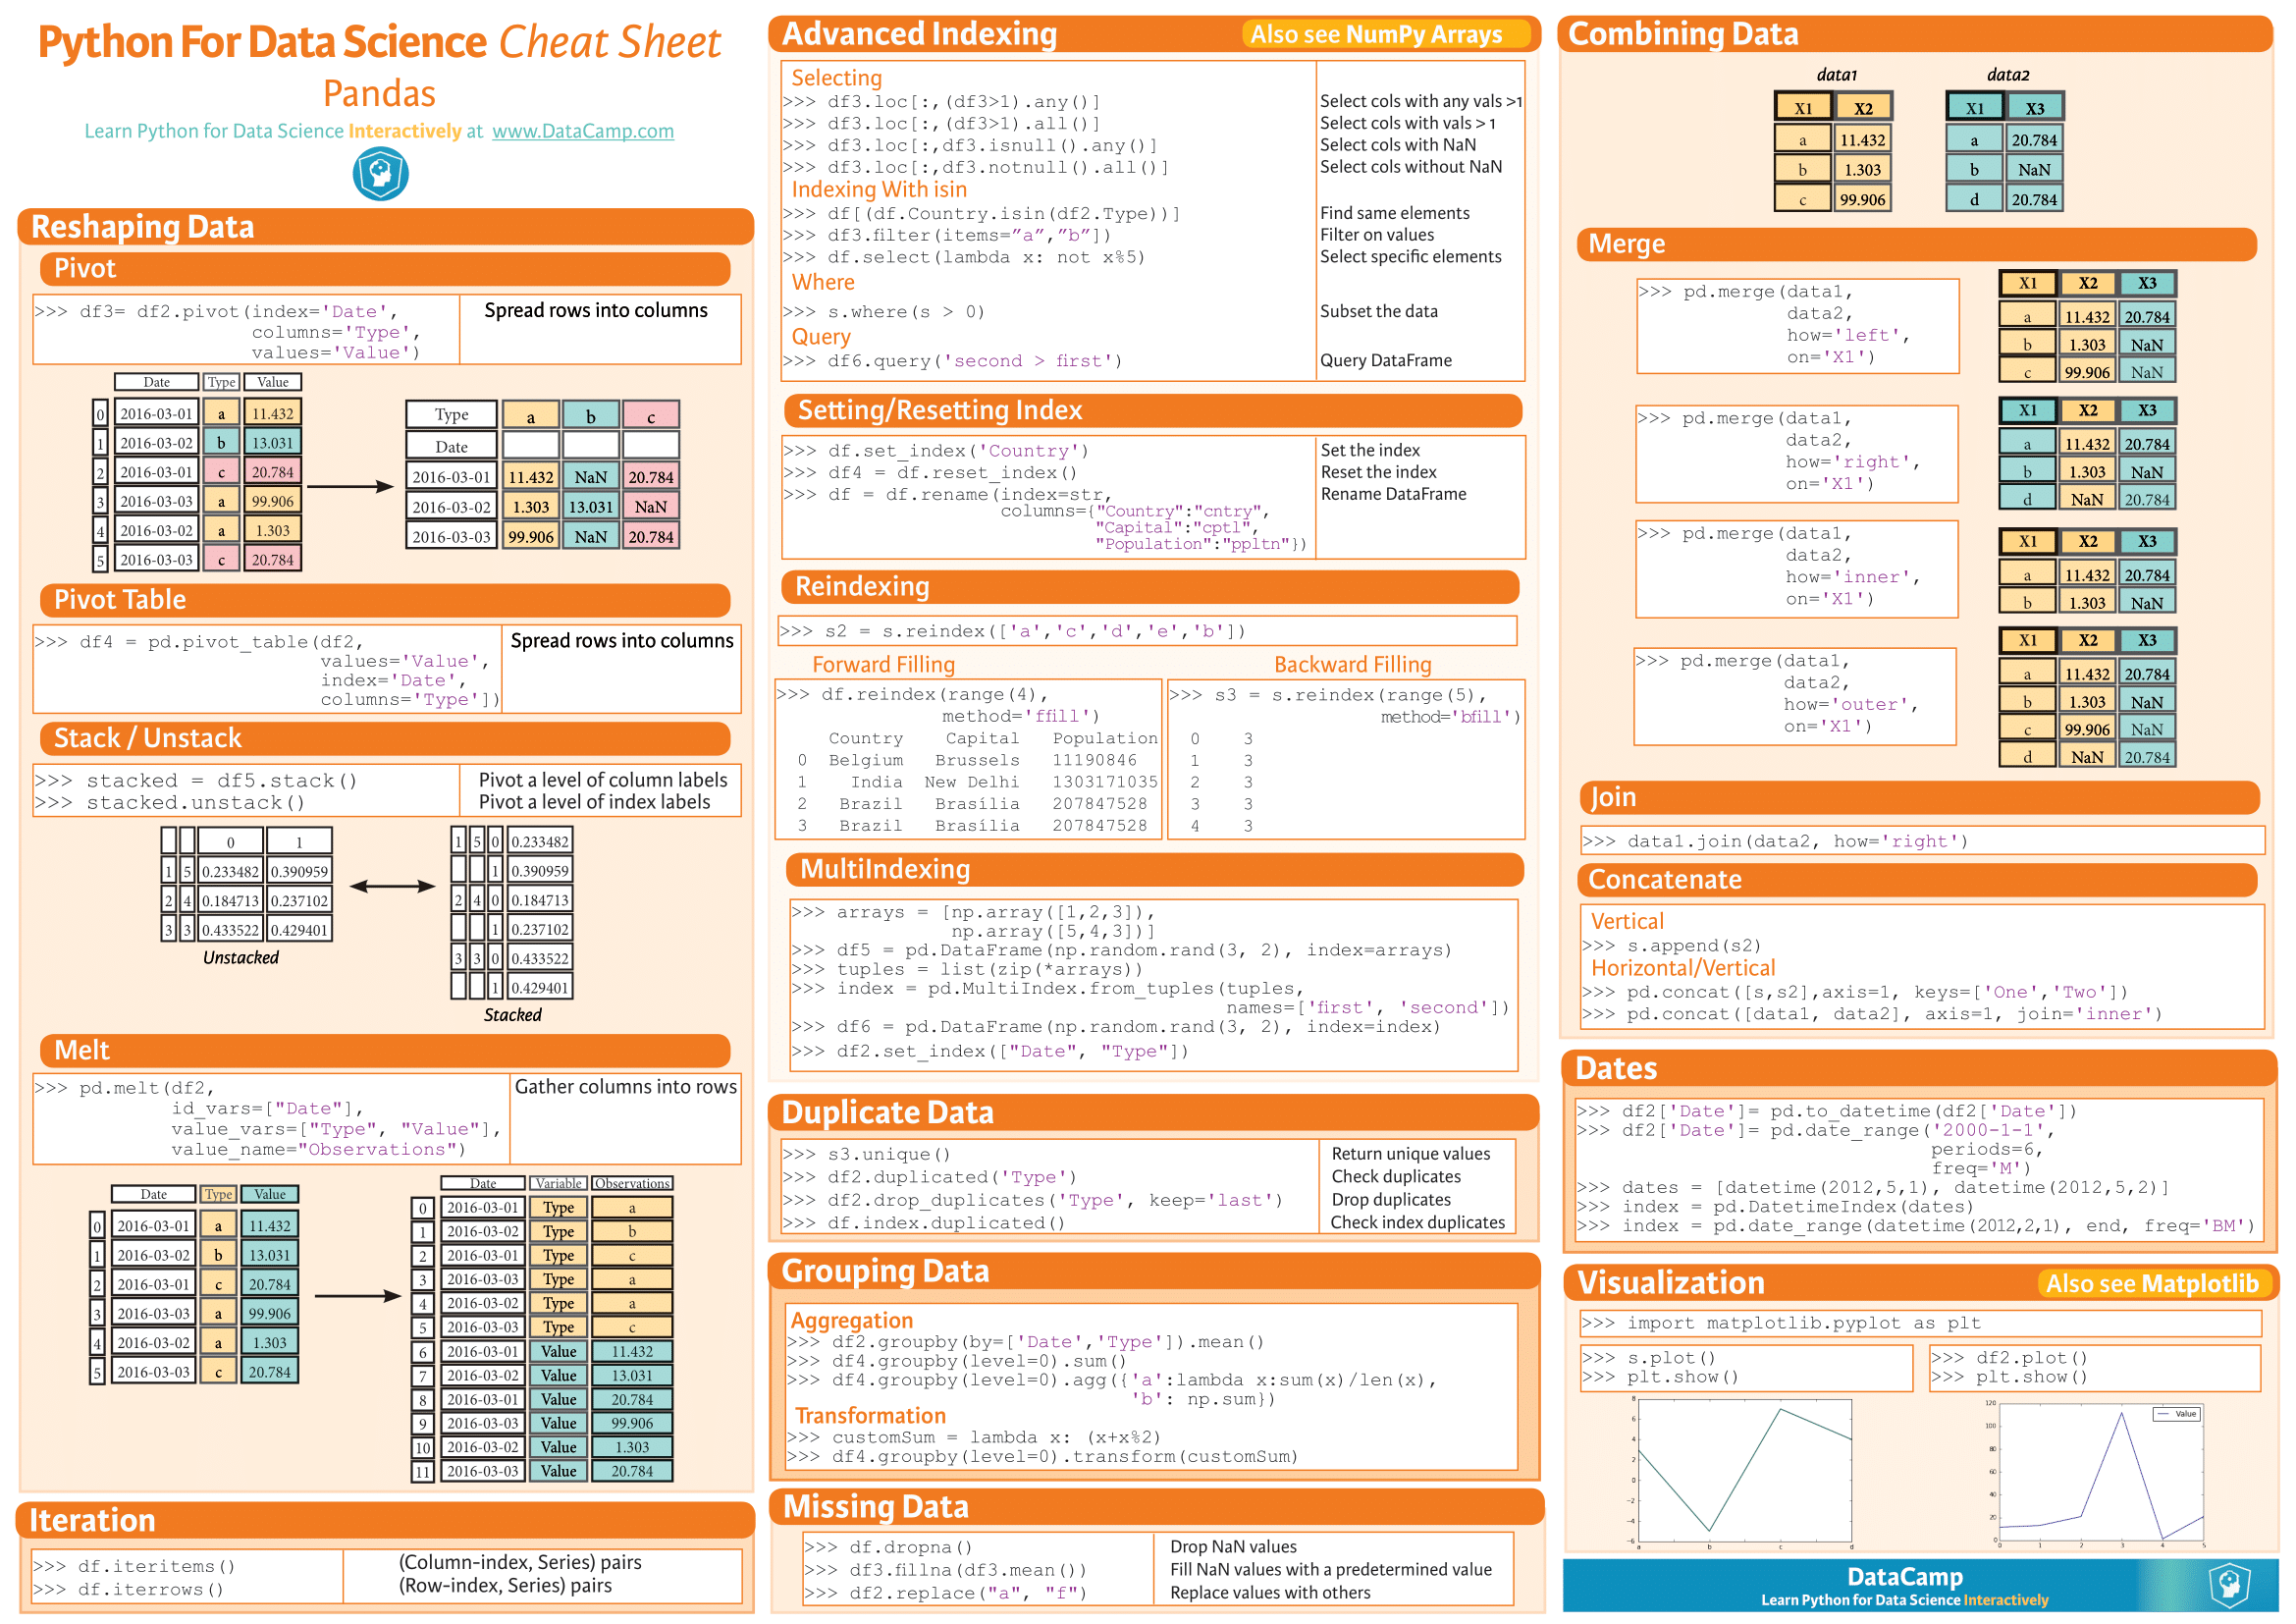 Python For Data Science Cheat Sheet
Pandas
Learn Python for Data Science Interactively at www.DataCamp.com
Reshaping Data
Pivot
>>> df3= df2.pivot(index='Date',
columns='Type',
values='Value')
Spread rows into columns
Date Type Value
0 2016-03-01 a 11.432
1 2016-03-02 b 13.031
2 2016-03-01 c 20.784
3 2016-03-03 a 99.906
4 2016-03-02 a 1.303
5 2016-03-03 c 20.784
Type a b c
Date
2016-03-01 11.432 NaN 20.784
2016-03-02 1.303 13.031 NaN
2016-03-03 99.906 NaN 20.784
Pivot Table
>>> df4 = pd.pivot_table(df2,
values='Value',
index='Date',
columns='Type'])
Spread rows into columns
Stack / Unstack
>>> stacked = df5.stack()
Pivot a level of column labels
>>> stacked.unstack()
Pivot a level of index labels
0 1
1 5 0.233482 0.390959
2 4 0.184713 0.237102
3 3 0.433522 0.429401
Unstacked
1 5 0 0.233482
1 0.390959
2 4 0 0.184713
1 0.237102
3 3 0 0.433522
1 0.429401
Stacked
Melt
>>> pd.melt(df2,
id_vars=["Date"],
value_vars=["Type", "Value"],
value_name="Observations")
Gather columns into rows
Date Type Value
0 2016-03-01 a 11.432
1 2016-03-02 b 13.031
2 2016-03-01 c 20.784
3 2016-03-03 a 99.906
4 2016-03-02 a 1.303
5 2016-03-03 c 20.784
Date Variable Observations
0 2016-03-01 Type a
1 2016-03-02 Type b
2 2016-03-01 Type c
3 2016-03-03 Type a
4 2016-03-02 Type a
5 2016-03-03 Type c
6 2016-03-01 Value 11.432
7 2016-03-02 Value 13.031
8 2016-03-01 Value 20.784
9 2016-03-03 Value 99.906
10 2016-03-02 Value 1.303
11 2016-03-03 Value 20.784
Iteration
>>> df.iteritems()
(Column-index, Series) pairs
>>> df.iterrows()
(Row-index, Series) pairs
Advanced Indexing
Also see NumPy Arrays
Selecting
>>> df3.loc[:,(df3>1).any()]
Select cols with any vals >1
>>> df3.loc[:,(df3>1).all()]
Select cols with vals > 1
>>> df3.loc[:,df3.isnull().any()]
Select cols with NaN
>>> df3.loc[:,df3.notnull().all()]
Select cols without NaN
Indexing With isin
>>> df[(df.Country.isin(df2.Type))]
Find same elements
>>> df3.filter(items="a","b"])
Filter on values
>>> df.select(lambda x: not x%5)
Select specific elements
Where
>>> s.where(s > 0)
Subset the data
Query
>>> df6.query('second > first')
Query DataFrame
Setting/Resetting Index
>>> df.set_index('Country')
Set the index
>>> df4 = df.reset_index()
Reset the index
>>> df = df.rename(index=str,
Rename DataFrame
columns={"Country":"cntry",
"Capital":"cptl",
"Population":"ppltn"})
Reindexing
>>> s2 = s.reindex(['a','c','d','e','b'])
Forward Filling
>>> df.reindex(range(4),
method='ffill')
Country Capital Population
0 Belgium Brussels 11190846
1 India New Delhi 1303171035
2 Brazil Brasília 207847528
3 Brazil Brasília 207847528
Backward Filling
>>> s3 = s.reindex(range(5),
method='bfill')
0 3
1 3
2 3
3 3
4 3
MultiIndexing
>>> arrays = [np.array([1,2,3]),
np.array([5,4,3])]
>>> df5 = pd.DataFrame(np.random.rand(3, 2), index=arrays)
>>> tuples = list(zip(*arrays))
>>> index = pd.MultiIndex.from_tuples(tuples,
names=['first', 'second'])
>>> df6 = pd.DataFrame(np.random.rand(3, 2), index=index)
>>> df2.set_index(["Date", "Type"])
Duplicate Data
>>> s3.unique()
Return unique values
>>> df2.duplicated('Type')
Check duplicates
>>> df2.drop_duplicates('Type', keep='last')
Drop duplicates
>>> df.index.duplicated()
Check index duplicates
Grouping Data
Aggregation
>>> df2.groupby(by=['Date','Type']).mean()
>>> df4.groupby(level=0).sum()
>>> df4.groupby(level=0).agg({'a':lambda x:sum(x)/len(x),
'b': np.sum})
Transformation
>>> customSum = lambda x: (x+x%2)
>>> df4.groupby(level=0).transform(customSum)
Missing Data
>>> df.dropna()
Drop NaN values
>>> df3.fillna(df3.mean())
Fill NaN values with a predetermined value
>>> df2.replace("a", "f")
Replace values with others
Combining Data
data1
X1 X2
a 11.432
b 1.303
c 99.906
data2
X1 X3
a 20.784
b NaN
d 20.784
Merge
>>> pd.merge(data1,
data2,
how='left',
on='X1')
X1 X2 X3
a 11.432 20.784
b 1.303 NaN
c 99.906 NaN
>>> pd.merge(data1,
data2,
how='right',
on='X1')
X1 X2 X3
a 11.432 20.784
b 1.303 NaN
d NaN 20.784
>>> pd.merge(data1,
data2,
how='inner',
on='X1')
X1 X2 X3
a 11.432 20.784
b 1.303 NaN
>>> pd.merge(data1,
data2,
how='outer',
on='X1')
X1 X2 X3
a 11.432 20.784
b 1.303 NaN
c 99.906 NaN
d NaN 20.784
Join
>>> data1.join(data2, how='right')
Concatenate
Vertical
>>> s.append(s2)
Horizontal/Vertical
>>> pd.concat([s,s2],axis=1, keys=['One','Two'])
>>> pd.concat([data1, data2], axis=1, join='inner')
Dates
>>> df2['Date']= pd.to_datetime(df2['Date'])
>>> df2['Date']= pd.date_range('2000-1-1',
periods=6,
freq='M')
>>> dates = [datetime(2012,5,1), datetime(2012,5,2)]
>>> index = pd.DatetimeIndex(dates)
>>> index = pd.date_range(datetime(2012,2,1), end, freq='BM')
Visualization
Also see Matplotlib
>>> import matplotlib.pyplot as plt
>>> s.plot()
>>> plt.show()
8
6
4
2
0
-2
-4
-6
a b c d
>>> df2.plot()
>>> plt.show()
Value
120
100
80
60
40
20
0
0 1 2 3 4 5
DataCamp
Learn Python for Data Science Interactively